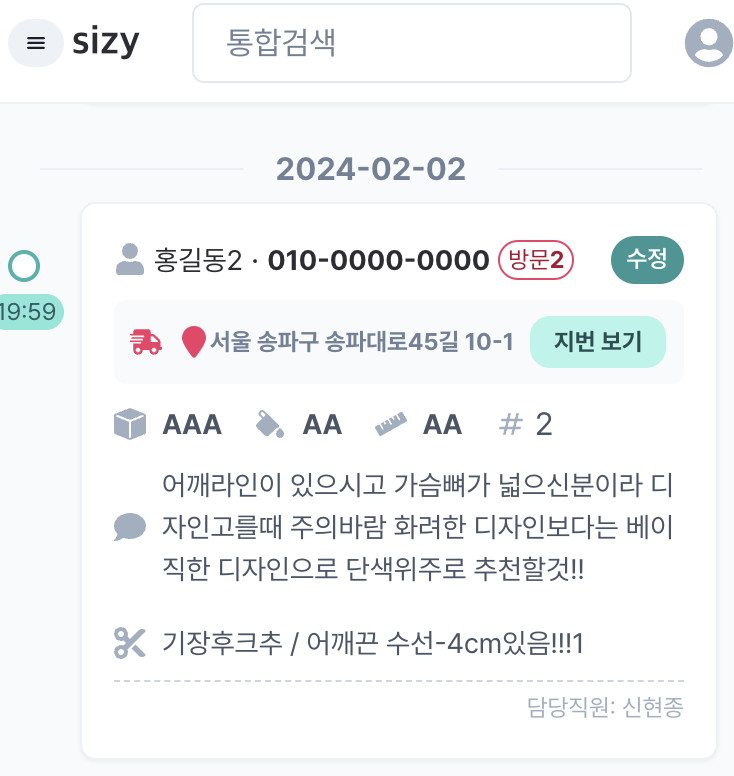 sizy
통합검색
2024-02-02
홍길동2 · 010-0000-0000 방문2 수정
19:59
서울 송파구 송파대로45길 10-1 지번 보기
AAA AA AA # 2
어깨라인이 있으시고 가슴뼈가 넓으신분이라 디
자인고를때 주의바람 화려한 디자인보다는 베이
직한 디자인으로 단색위주로 추천할것!!
기장후크추 / 어깨끈 수선-4cm있음!!!1
담당직원: 신현종